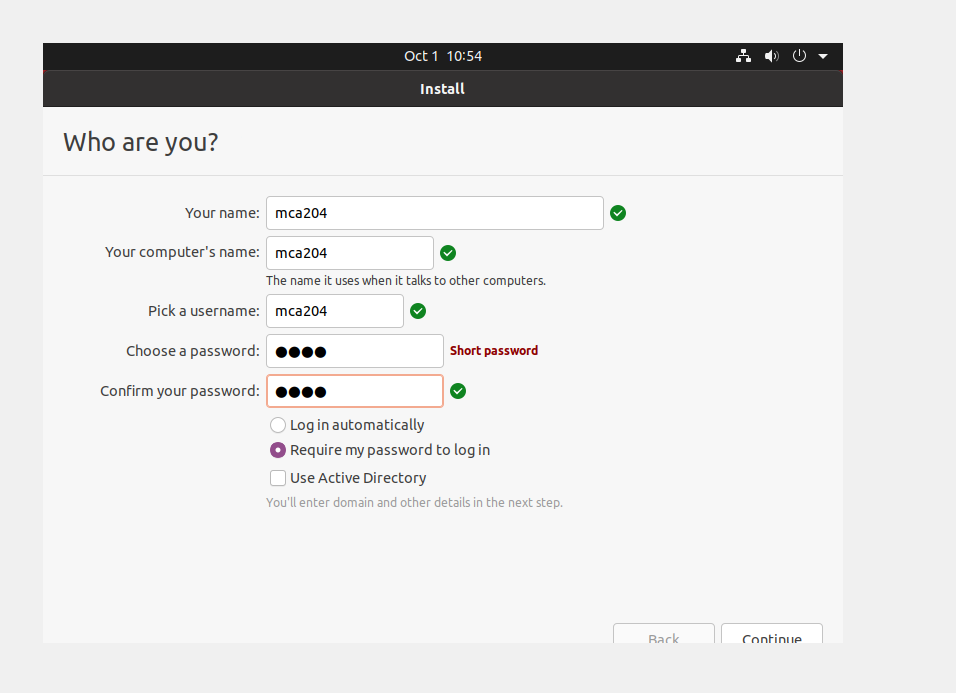 Oct 1 10:54
Install
Who are you?
Your name: mca204
Your computer's name: mca204
The name it uses when it talks to other computers.
Pick a username: mca204
Choose a password: ●●●● Short password
Confirm your password: ●●●●
Log in automatically
Require my password to log in
Use Active Directory
You'll enter domain and other details in the next step.
Back Continue